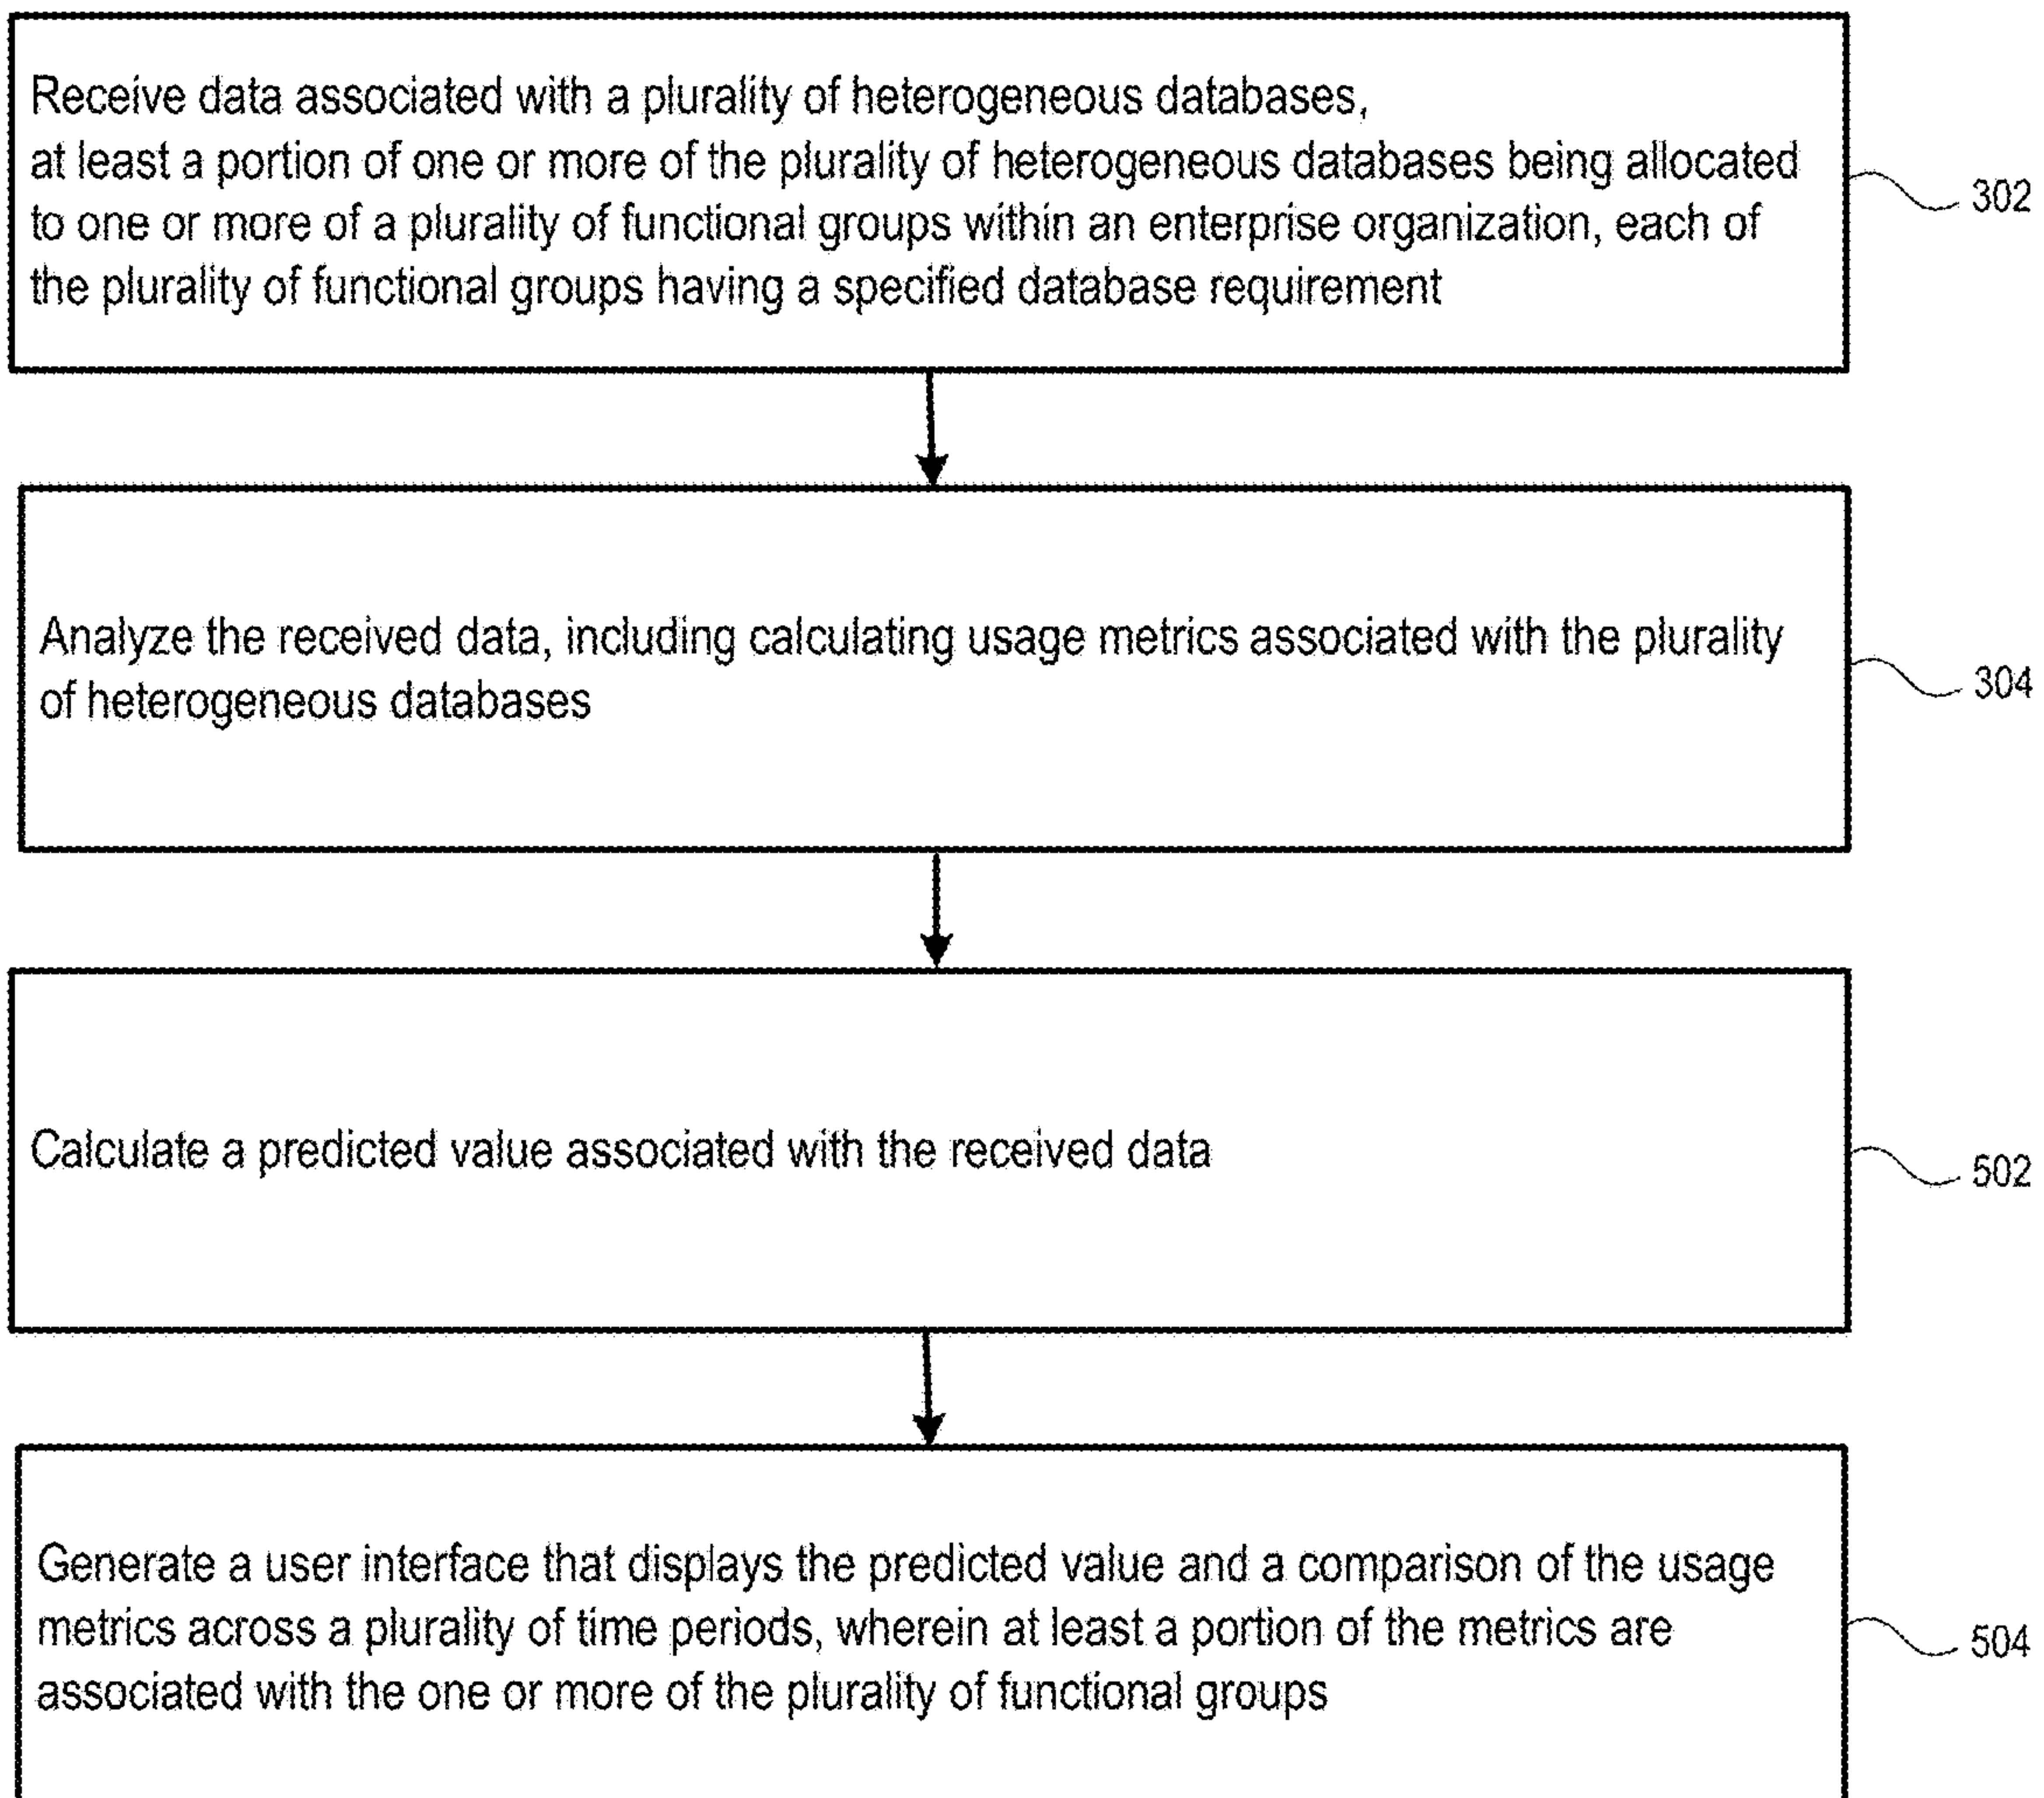 Receive data associated with a plurality of heterogeneous databases,
at least a portion of one or more of the plurality of heterogeneous databases being allocated
to one or more of a plurality of functional groups within an enterprise organization, each of
the plurality of functional groups having a specified database requirement
302
Analyze the received data, including calculating usage metrics associated with the plurality
of heterogeneous databases
304
Calculate a predicted value associated with the received data
502
Generate a user interface that displays the predicted value and a comparison of the usage
metrics across a plurality of time periods, wherein at least a portion of the metrics are
associated with the one or more of the plurality of functional groups
504